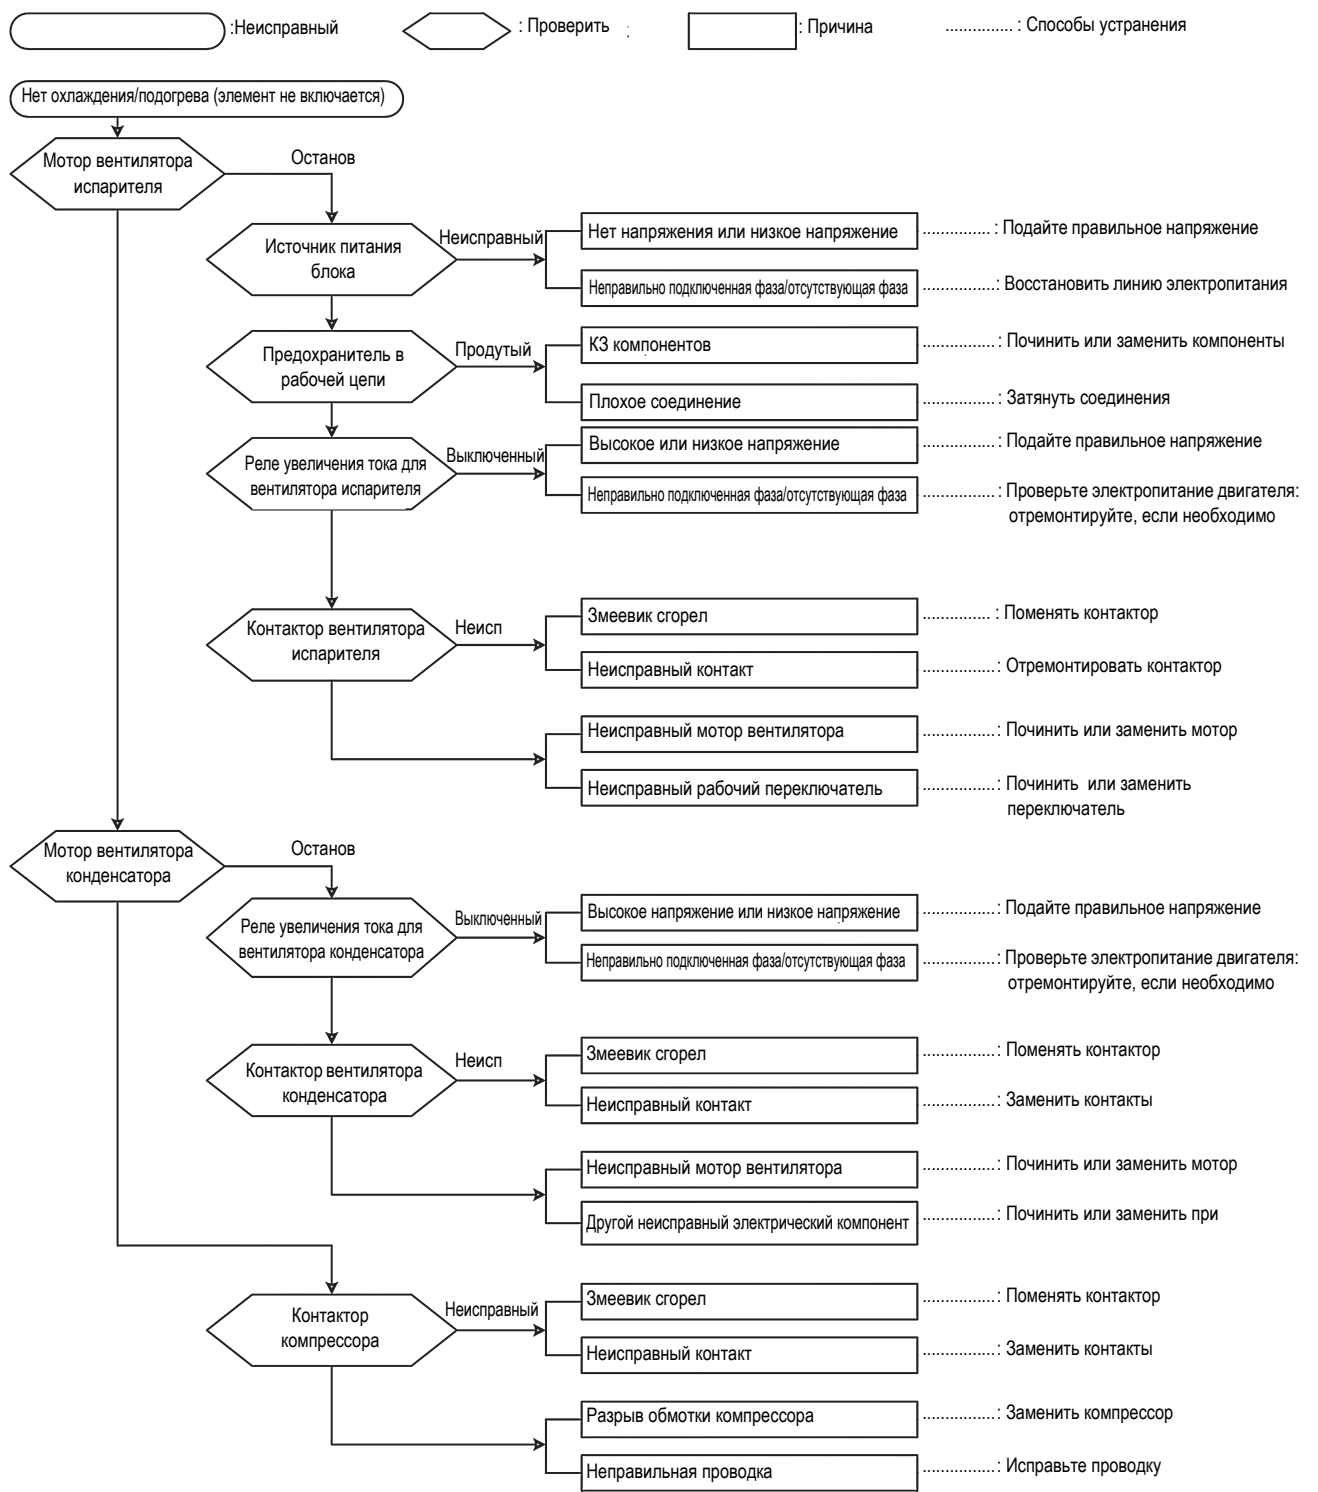 :Неисправный
: Проверить :
: Причина
............... : Способы устранения
Нет охлаждения/подогрева (элемент не включается)
Мотор вентилятора
испарителя
Останов
Источник питания
блока
Неисправный
Нет напряжения или низкое напряжение
............... : Подайте правильное напряжение
Неправильно подключенная фаза/отсутствующая фаза
................: Восстановить линию электропитания
Предохранитель в
рабочей цепи
Продутый
КЗ компонентов
................: Починить или заменить компоненты
Плохое соединение
................: Затянуть соединения
Реле увеличения тока для
вентилятора испарителя
Выключенный
Высокое или низкое напряжение
................: Подайте правильное напряжение
Неправильно подключенная фаза/отсутствующая фаза
................: Проверьте электропитание двигателя:
отремонтируйте, если необходимо
Контактор вентилятора
испарителя
Неисп
Змеевик сгорел
............... : Поменять контактор
Неисправный контакт
................: Отремонтировать контактор
Неисправный мотор вентилятора
................: Починить или заменить мотор
Неисправный рабочий переключатель
................: Починить или заменить
переключатель
Мотор вентилятора
конденсатора
Останов
Реле увеличения тока для
вентилятора конденсатора
Выключенный
Высокое напряжение или низкое напряжение
................: Подайте правильное напряжение
Неправильно подключенная фаза/отсутствующая фаза
................: Проверьте электропитание двигателя:
отремонтируйте, если необходимо
Контактор вентилятора
конденсатора
Неисп
Змеевик сгорел
................: Поменять контактор
Неисправный контакт
................: Заменить контакты
Неисправный мотор вентилятора
................: Починить или заменить мотор
Другой неисправный электрический компонент
................: Починить или заменить при
Контактор
компрессора
Неисправный
Змеевик сгорел
................: Поменять контактор
Неисправный контакт
................: Заменить контакты
Разрыв обмотки компрессора
................: Заменить компрессор
Неправильная проводка
................: Исправьте проводку